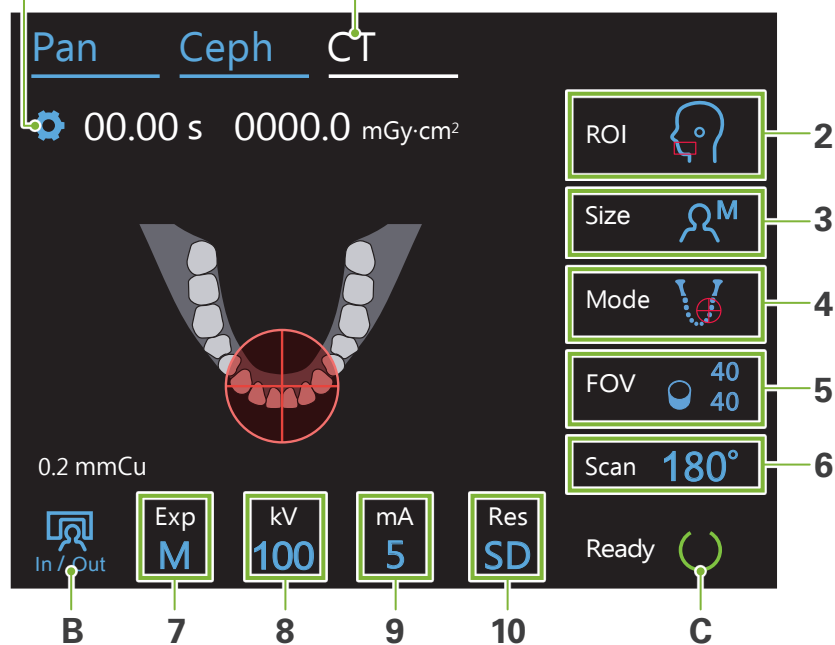 Pan Ceph CT
00.00 s 0000.0 mGy·cm²
ROI
2
Size M
3
Mode
4
FOV 40 40
5
0.2 mmCu
Scan 180°
6
In / Out
Exp M
kV 100
mA 5
Res SD
Ready
B 7 8 9 10 C